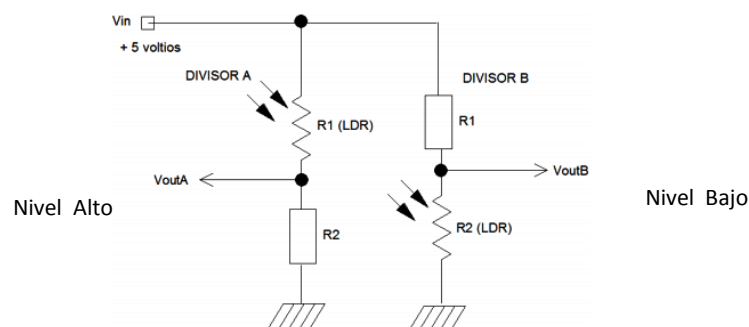 Vin
+ 5 voltios
DIVISOR A
DIVISOR B
R1 (LDR)
R1
VoutA
VoutB
Nivel Alto
Nivel Bajo
R2
R2 (LDR)